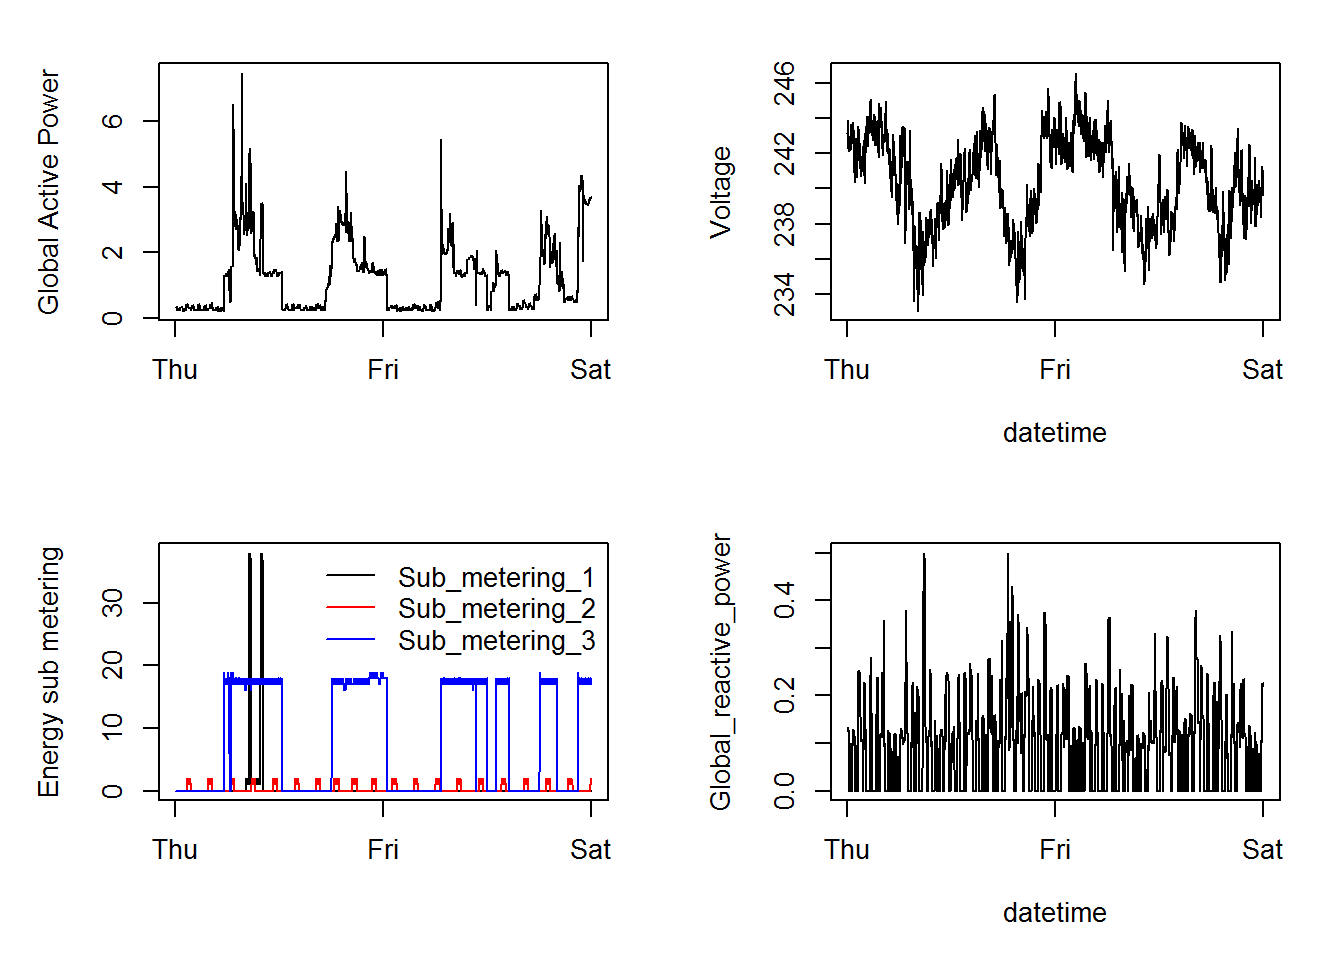 Global Active Power
6
4
2
0
Thu Fri Sat
Voltage
246
242
238
234
Thu Fri Sat
datetime
Energy sub metering
30
20
10
0
Sub_metering_1
Sub_metering_2
Sub_metering_3
Thu Fri Sat
Global_reactive_power
0.4
0.2
0.0
Thu Fri Sat
datetime